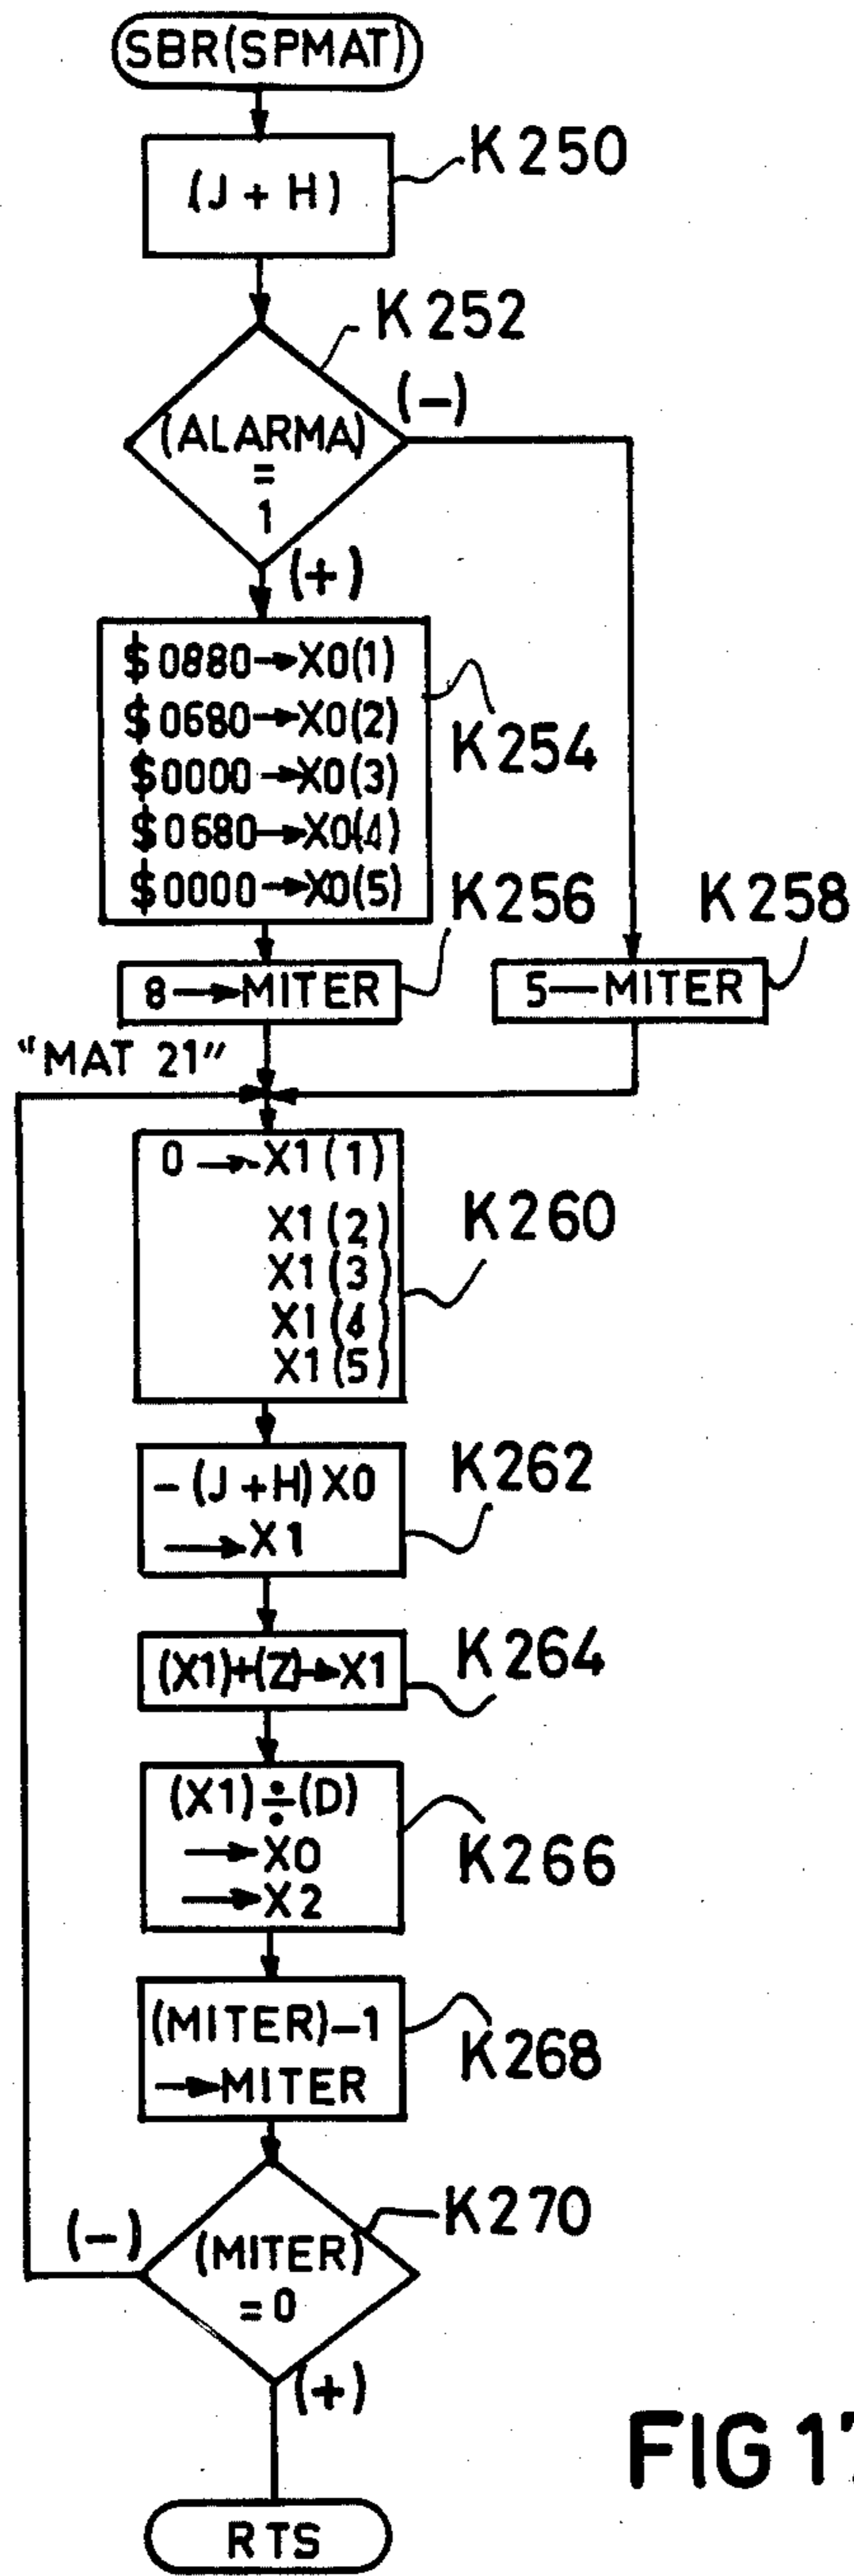 SBR(SPMAT)
K250
(J + H)
K252
(-)
(ALARMA)
=
1
(+)
$0880→X0(1)
$0680→X0(2)
$0000→X0(3)
$0680→X0(4)
$0000→X0(5)
K254
K256
K258
8→MITER
5—MITER
"MAT 21"
0→X1(1)
X1(2)
X1(3)
X1(4)
X1(5)
K260
-(J+H)X0
→X1
K262
(X1)+(Z)→X1
K264
(X1)÷(D)
→X0
→X2
K266
(MITER)-1
→MITER
K268
K270
(-)
(MITER)
=0
(+)
RTS